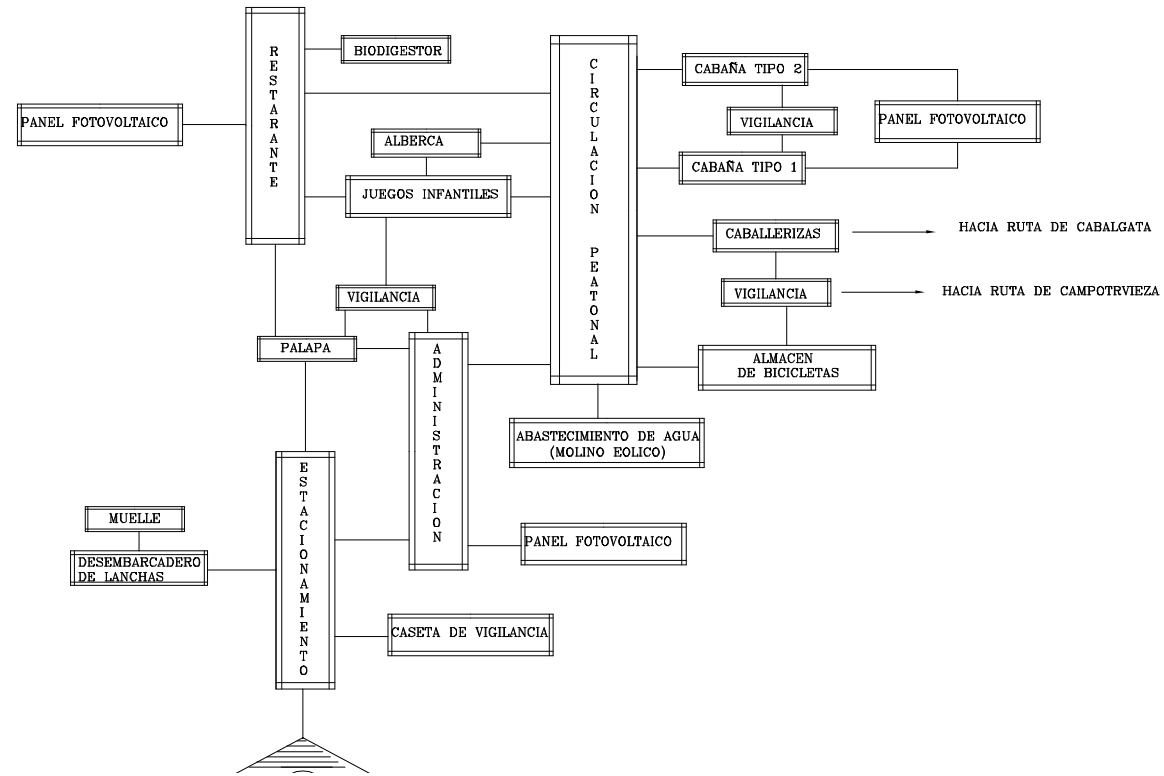 RESTARANTE
BIODIGESTOR
PANEL FOTOVOLTAICO
ALBERCA
JUEGOS INFANTILES
CIRCULACION PEATONAL
CABAÑA TIPO 2
VIGILANCIA
PANEL FOTOVOLTAICO
CABAÑA TIPO 1
CABALLERIZAS
HACIA RUTA DE CABALGATA
VIGILANCIA
HACIA RUTA DE CAMPOTRVIEZA
VIGILANCIA
PALAPA
ADMINISTRACION
ALMACEN
DE BICICLETAS
ABASTECIMIENTO DE AGUA
(MOLINO EOLICO)
ESTACIONAMIENTO
MUELLE
DESEMBARCADERO
DE LANCHAS
PANEL FOTOVOLTAICO
CASETA DE VIGILANCIA